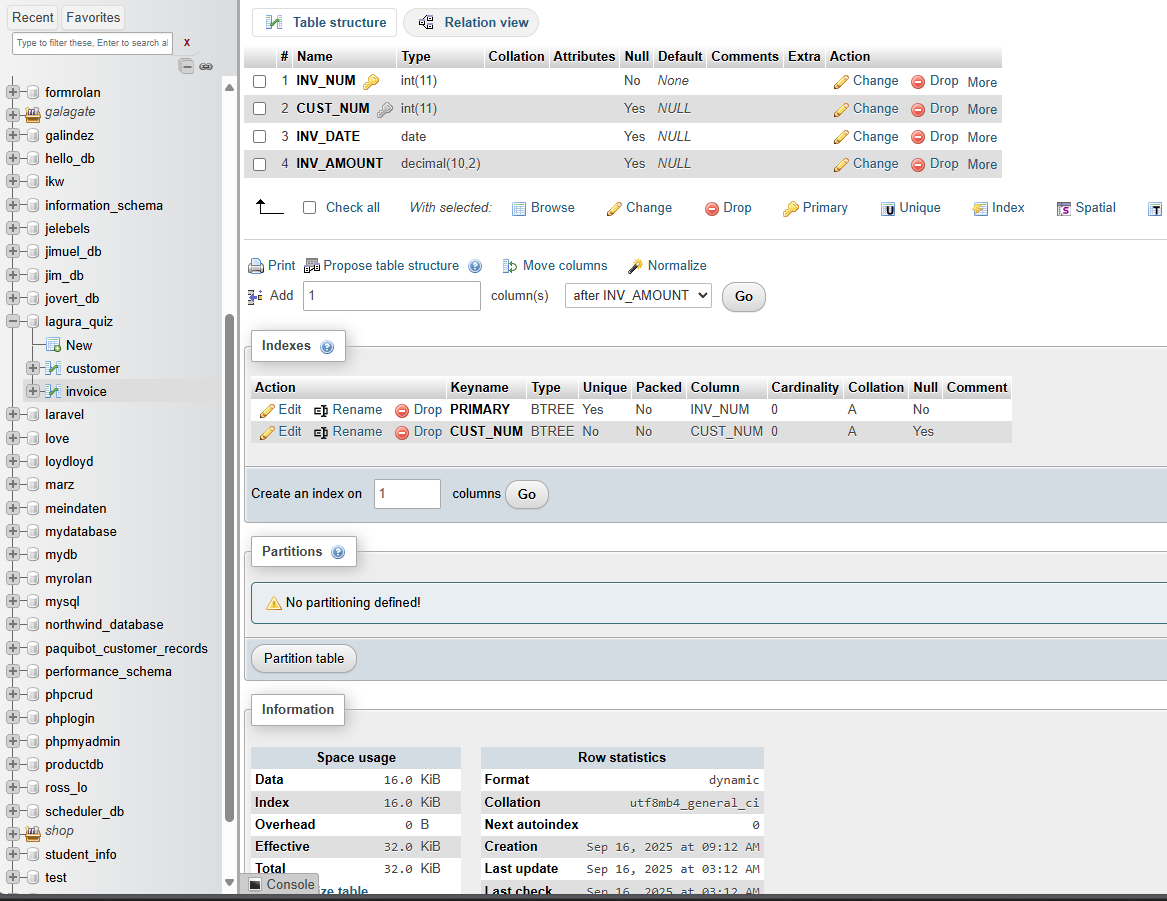 Recent Favorites
Type to filter these, Enter to search al X
formrolan
galagate
galindez
hello_db
ikw
information_schema
jelebels
jimuel_db
jim_db
jovert_db
lagura_quiz
New
customer
invoice
laravel
love
loydloyd
marz
meindaten
mydatabase
mydb
myrolan
mysql
northwind_database
paquibot_customer_records
performance_schema
phpcrud
phplogin
phpmyadmin
productdb
ross_lo
scheduler_db
shop
student_info
test
Table structure Relation view
# Name Type Collation Attributes Null Default Comments Extra Action
1 INV_NUM int(11) No None Change Drop More
2 CUST_NUM int(11) Yes NULL Change Drop More
3 INV_DATE date Yes NULL Change Drop More
4 INV_AMOUNT decimal(10,2) Yes NULL Change Drop More
Check all With selected: Browse Change Drop Primary U Unique Index S Spatial T
Print Propose table structure Move columns Normalize
Add 1 column(s) after INV_AMOUNT Go
Indexes
Action Keyname Type Unique Packed Column Cardinality Collation Null Comment
Edit Rename Drop PRIMARY BTREE Yes No INV_NUM 0 A No
Edit Rename Drop CUST_NUM BTREE No No CUST_NUM 0 A Yes
Create an index on 1 columns Go
Partitions
No partitioning defined!
Partition table
Information
Space usage
Data 16.0 KiB
Index 16.0 KiB
Overhead 0 B
Effective 32.0 KiB
Total 32.0 KiB
Row statistics
Format dynamic
Collation utf8mb4_general_ci
Next autoindex 0
Creation Sep 16, 2025 at 09:12 AM
Last update Sep 16, 2025 at 03:12 AM
Last check Sep 16, 2025 at 03:12 AM
Console ze table